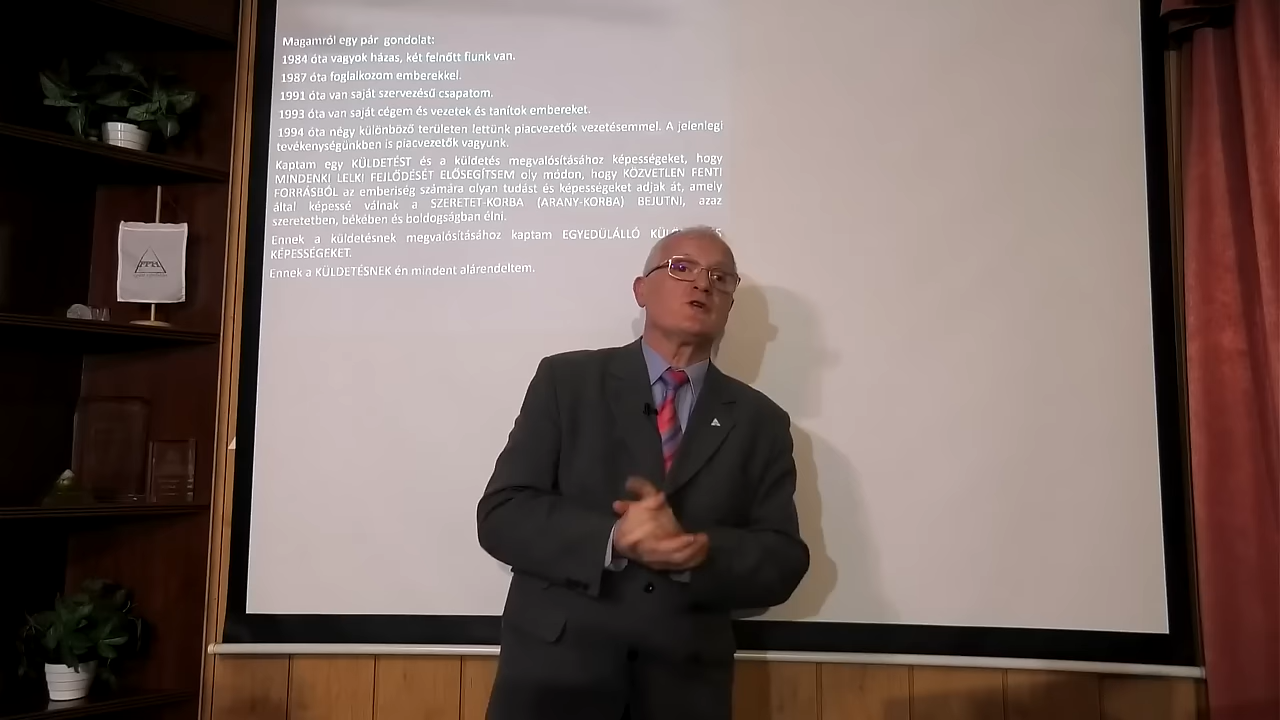 Magamról egy pár gondolat:
1984 óta vagyok házas, két felnőtt fiunk van.
1987 óta foglalkozom emberekkel.
1991 óta van saját szervezésű csapatom.
1993 óta van saját cégem és vezetek és tanítok embereket.
1994 óta négy különböző területen lettünk piacvezetők vezetésemmel. A jelenlegi
tevékenységünkben is piacvezetők vagyunk.
Kaptam egy KÜLDETÉST és a küldetés megvalósításához képességeket, hogy
MINDENKI LELKI FEJLŐDÉSÉT ELŐSEGÍTSEM oly módon, hogy KÖZVETLEN FENTI
FORRÁSBÓL az emberiség számára olyan tudást és képességeket adjak át, amely
által képessé válnak a SZERETET-KORBA (ARANY-KORBA) BEJUTNI, azaz
szeretetben, békében és boldogságban élni.
Ennek a küldetésnek megvalósításához kaptam EGYEDÜLÁLLÓ
KÉPESSÉGEKET.
Ennek a KÜLDETÉSNEK én mindent alárendeltem.